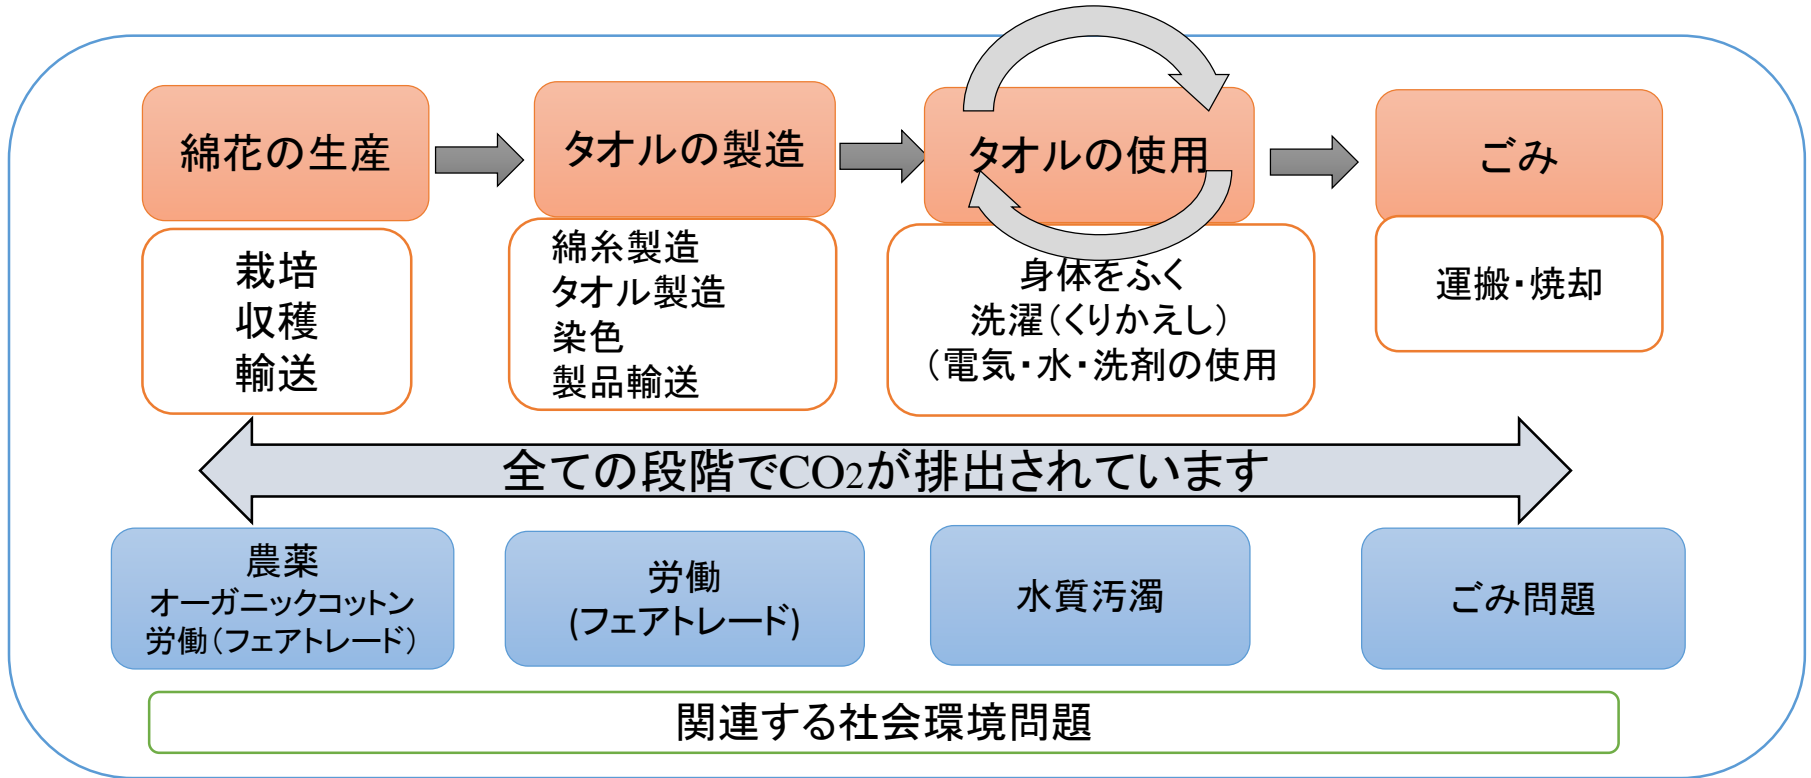 綿花の生産
タオルの製造
タオルの使用
ごみ
栽培
収穫
輸送
綿糸製造
タオル製造
染色
製品輸送
身体をふく
洗濯(くりかえし)
(電気・水・洗剤の使用
運搬・焼却
全ての段階でCO2が排出されています
農薬
オーガニックコットン
労働(フェアトレード)
労働
(フェアトレード)
水質汚濁
ごみ問題
関連する社会環境問題